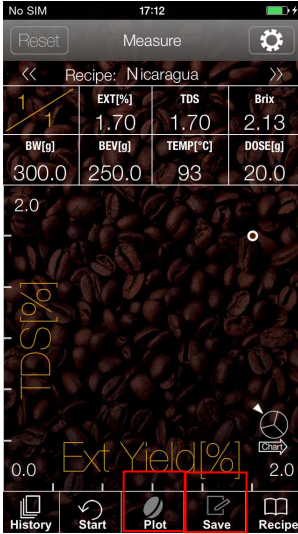 No SIM 17:12
Reset Measure
Recipe: Nicaragua
1/1 EXT[%] TDS Brix
1.70 1.70 2.13
BW[g] BEV[g] TEMP[°C] DOSE[g]
300.0 250.0 93 20.0
2.0
TDS[%]
Chart
0.0 Ext Yield[%] 2.0
History Start Plot Save Recipe